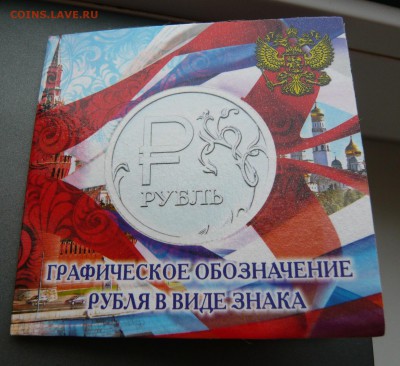 COINS.LAVE.RU
РУБЛЬ
ГРАФИЧЕСКОЕ ОБОЗНАЧЕНИЕ
РУБЛЯ В ВИДЕ ЗНАКА